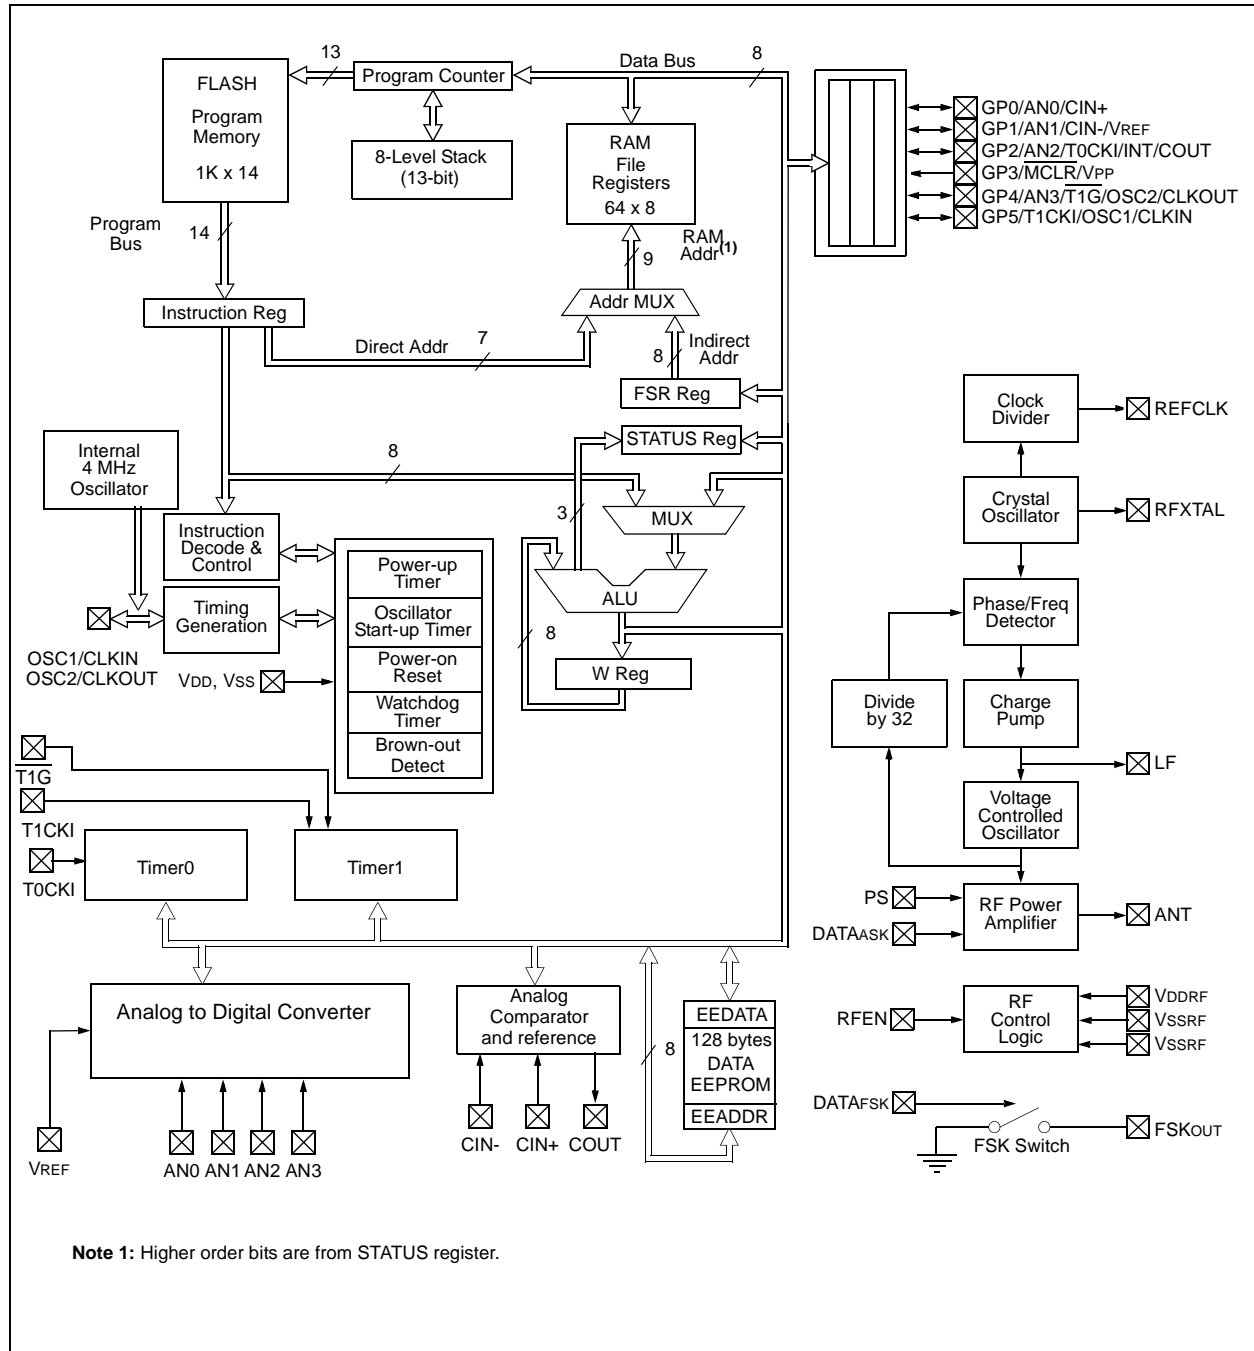 FLASH
Program
Memory
1K x 14
13
Program Counter
8-Level Stack
(13-bit)
Data Bus
8
RAM
File
Registers
64 x 8
GP0/AN0/CIN+
GP1/AN1/CIN-/VREF
GP2/AN2/T0CKI/INT/COUT
GP3/MCLR/VPP
GP4/AN3/T1G/OSC2/CLKOUT
GP5/T1CKI/OSC1/CLKIN
Program
Bus
14
RAM
Addr(1)
9
Instruction Reg
Addr MUX
Direct Addr
7
Indirect
Addr
8
FSR Reg
STATUS Reg
Internal
4 MHz
Oscillator
8
3
MUX
Instruction
Decode &
Control
Timing
Generation
OSC1/CLKIN
OSC2/CLKOUT
VDD, VSS
Power-up
Timer
Oscillator
Start-up Timer
Power-on
Reset
Watchdog
Timer
Brown-out
Detect
ALU
8
W Reg
Clock
Divider
REFCLK
Crystal
Oscillator
RFXTAL
Phase/Freq
Detector
Divide
by 32
Charge
Pump
LF
Voltage
Controlled
Oscillator
PS
DATAASK
RF Power
Amplifier
ANT
T1G
T1CKI
T0CKI
Timer0
Timer1
Analog to Digital Converter
VREF
AN0 AN1 AN2 AN3
Analog
Comparator
and reference
CIN- CIN+ COUT
8
EEDATA
128 bytes
DATA
EEPROM
EEADDR
RFEN
RF
Control
Logic
VDDRF
VSSRF
VSSRF
DATAFSK
FSK Switch
FSKOUT
Note 1: Higher order bits are from STATUS register.